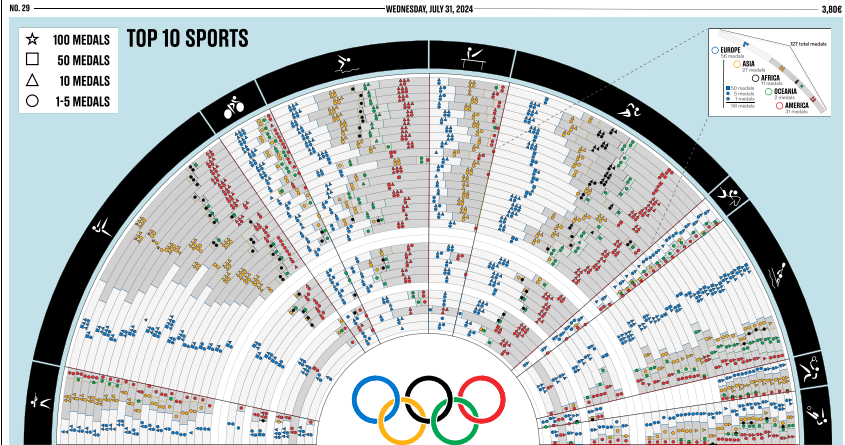 NO. 29
WEDNESDAY, JULY 31, 2024
3,80€
TOP 10 SPORTS
100 MEDALS
50 MEDALS
10 MEDALS
1-5 MEDALS
127 total medals
EUROPE
56 medals
ASIA
27 medals
AFRICA
11 medals
OCEANIA
2 medals
AMERICA
31 medals
50 medals
5 medals
1 medals
56 medals